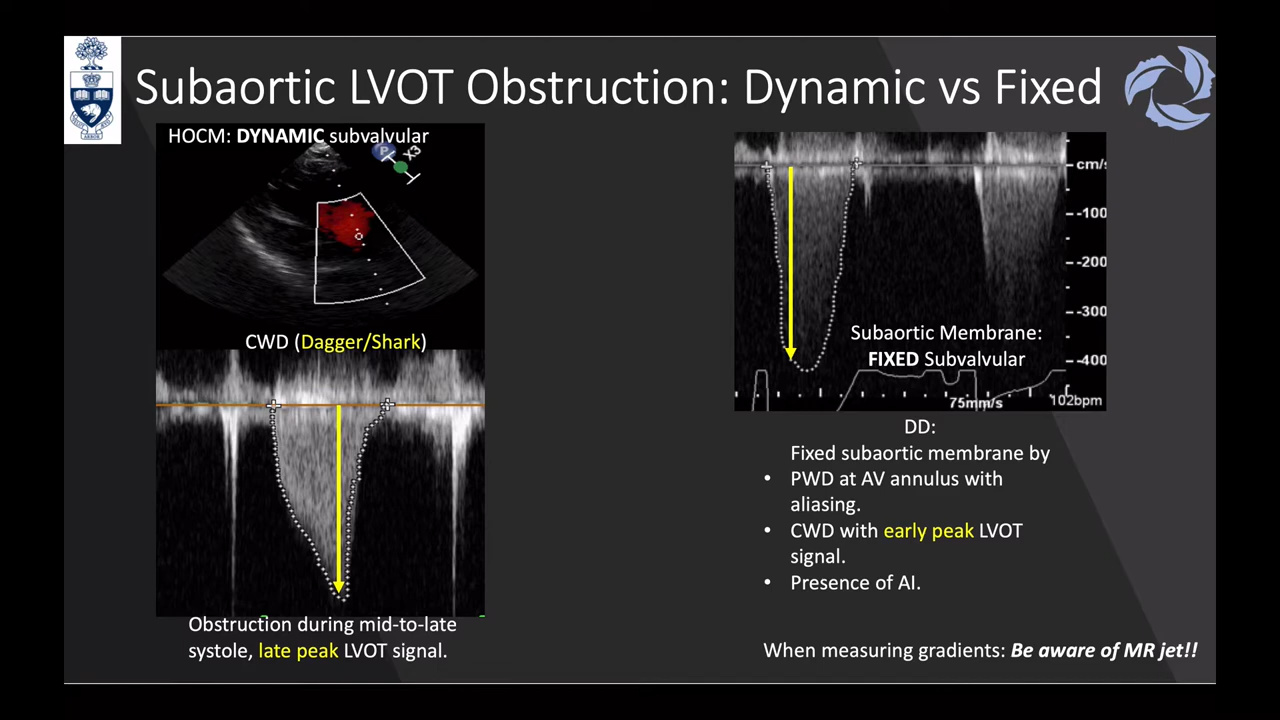 Subaortic LVOT Obstruction: Dynamic vs Fixed
HOCM: DYNAMIC subvalvular
P
X3
CWD (Dagger/Shark)
Obstruction during mid-to-late
systole, late peak LVOT signal.
cm/s
-100
-200
-300
-400
Subaortic Membrane:
FIXED Subvalvular
75mm/s
102bpm
DD:
Fixed subaortic membrane by
• PWD at AV annulus with
aliasing.
• CWD with early peak LVOT
signal.
• Presence of AI.
When measuring gradients: Be aware of MR jet!!